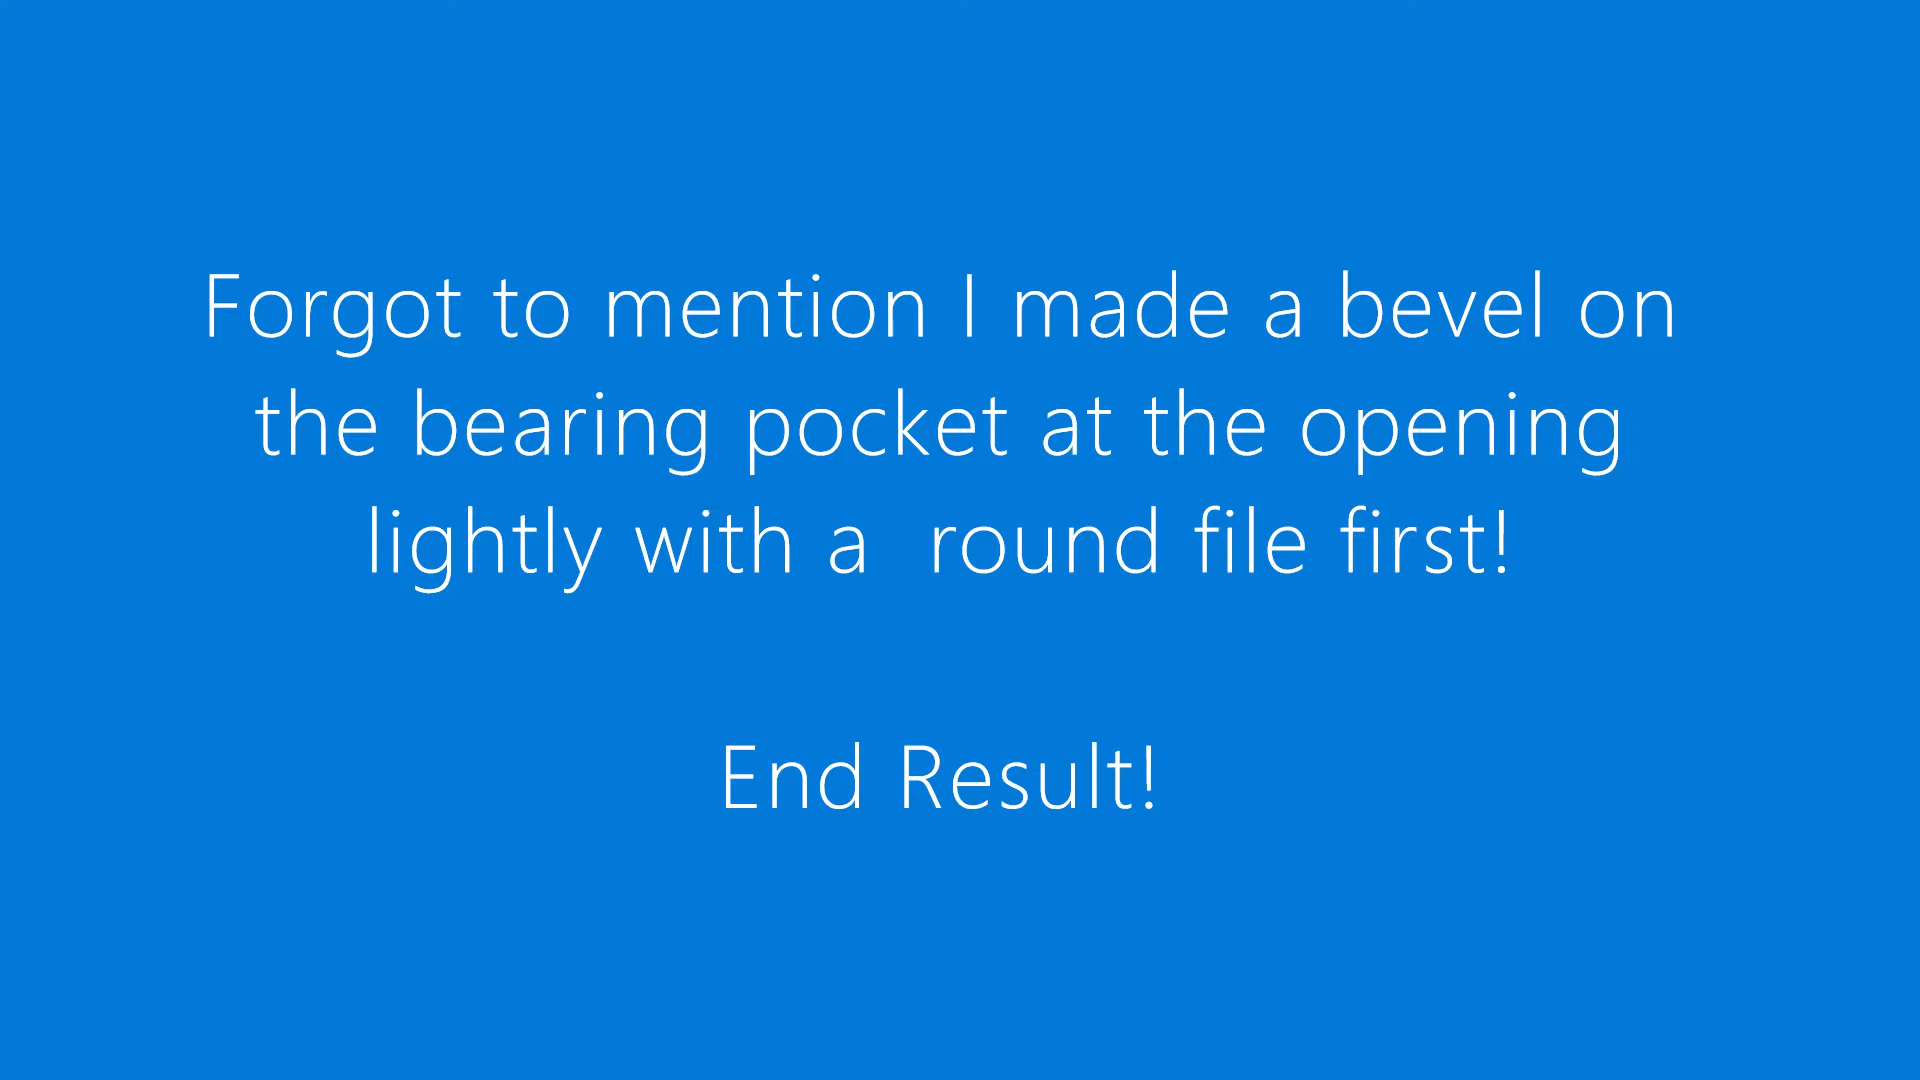 Forgot to mention I made a bevel on
the bearing pocket at the opening
lightly with a  round file first!
End Result!